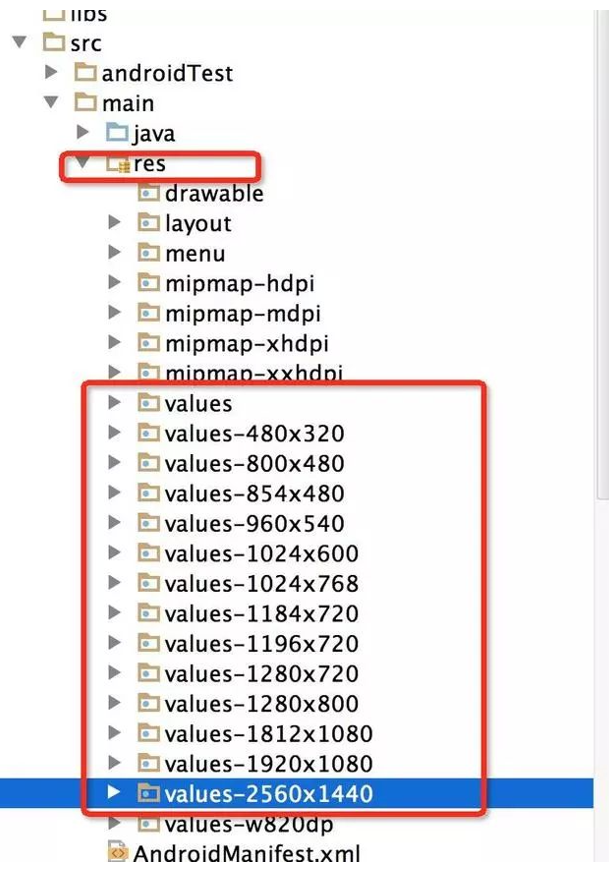 libs
src
androidTest
main
java
res
drawable
layout
menu
mipmap-hdpi
mipmap-mdpi
mipmap-xhdpi
mipmap-xxhdpi
values
values-480x320
values-800x480
values-854x480
values-960x540
values-1024x600
values-1024x768
values-1184x720
values-1196x720
values-1280x720
values-1280x800
values-1812x1080
values-1920x1080
values-2560x1440
values-w820dp
AndroidManifest.xml